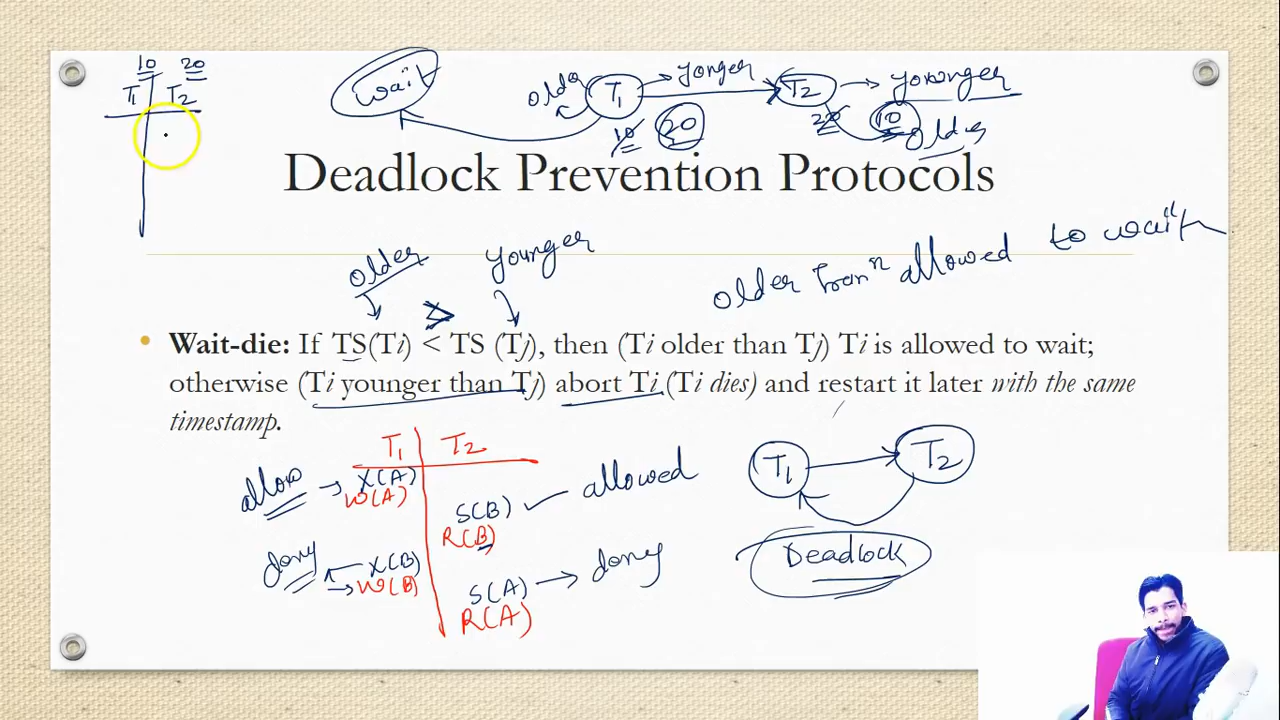 10 20
T1 T2
wait older T1 yonger T2 younger
10 20 20 10 older
Deadlock Prevention Protocols
older younger
>
older Trans^n allowed to wait
• Wait-die: If TS(Ti) < TS (Tj), then (Ti older than Tj) Ti is allowed to wait;
otherwise (Ti younger than Tj) abort Ti (Ti dies) and restart it later with the same
timestamp.
T1 T2
allow → X(A)
W(A)
S(B) allowed
R(B)
deny X(B)
→ W(B)
S(A) → deny
R(A)
T1 T2
Deadlock